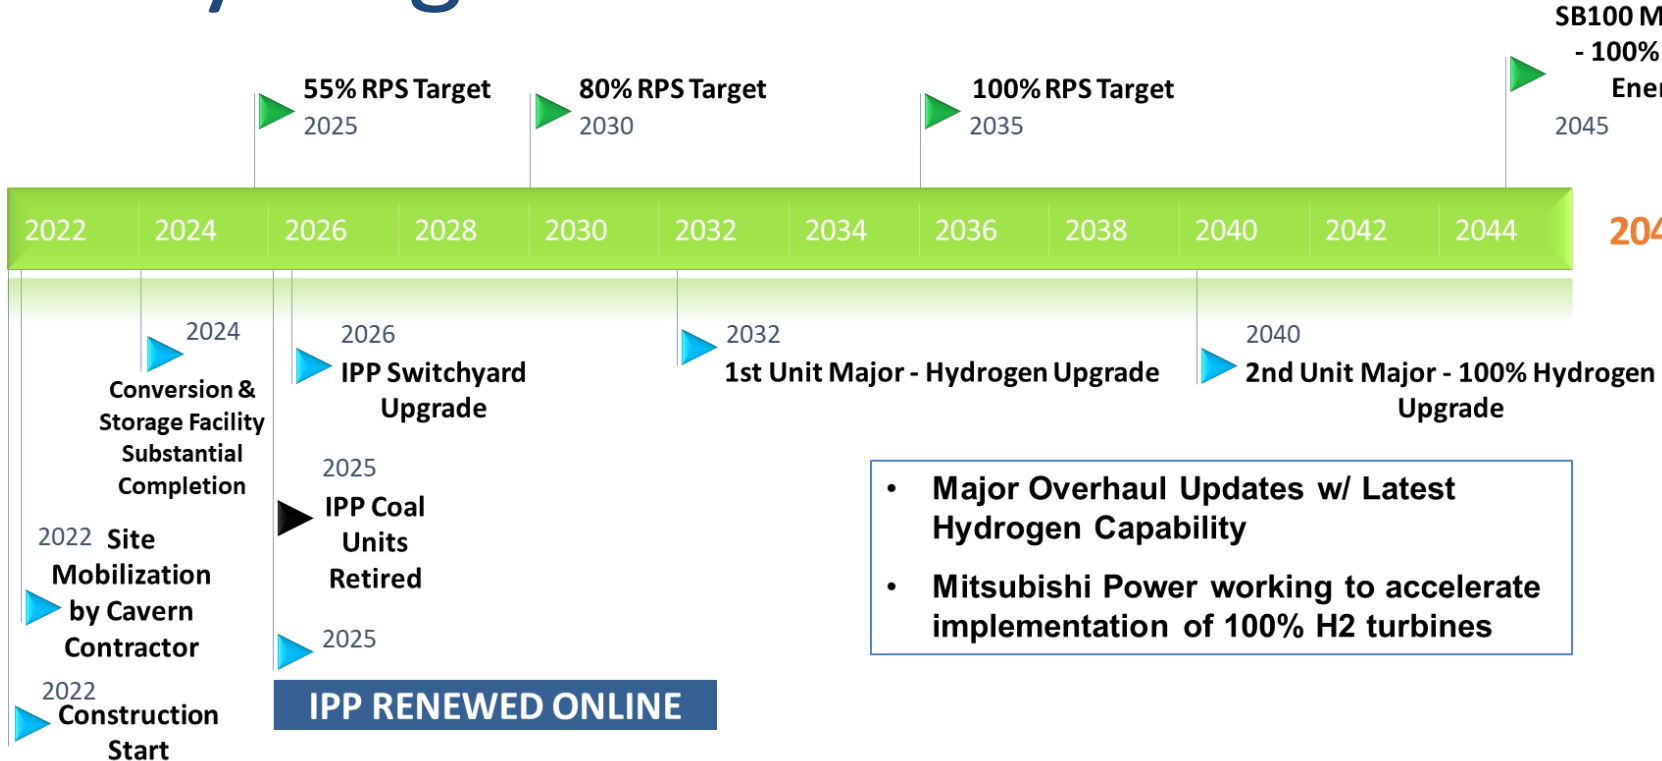 SB100 M
- 100%
Ener
2045
55% RPS Target
2025
80% RPS Target
2030
100% RPS Target
2035
2022 2024 2026 2028 2030 2032 2034 2036 2038 2040 2042 2044
204
2024
Conversion &
Storage Facility
Substantial
Completion
2026
IPP Switchyard
Upgrade
2032
1st Unit Major - Hydrogen Upgrade
2040
2nd Unit Major - 100% Hydrogen
Upgrade
2025
IPP Coal
Units
Retired
2022 Site
Mobilization
by Cavern
Contractor
2025
IPP RENEWED ONLINE
2022
Construction
Start
• Major Overhaul Updates w/ Latest
Hydrogen Capability
• Mitsubishi Power working to accelerate
implementation of 100% H2 turbines